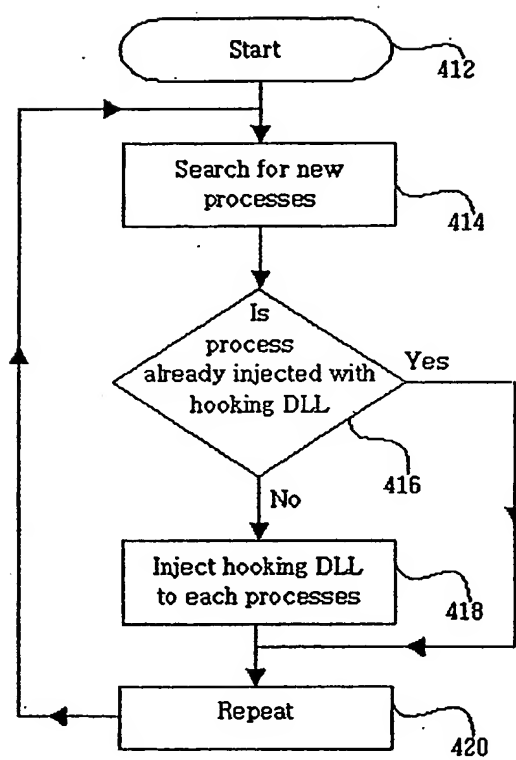 Start
412
Search for new
processes
414
Is
process
already injected with
hooking DLL
Yes
416
No
Inject hooking DLL
to each processes
418
Repeat
420